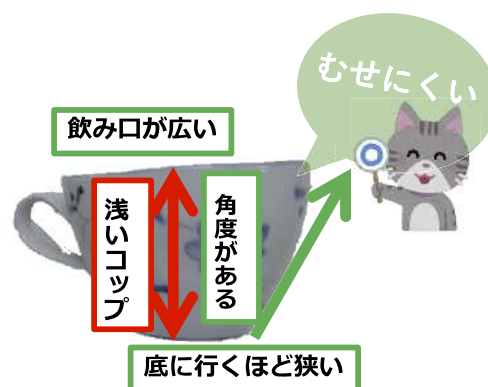 むせにくい
飲み口が広い
浅いコップ
角度がある
底に行くほど狭い